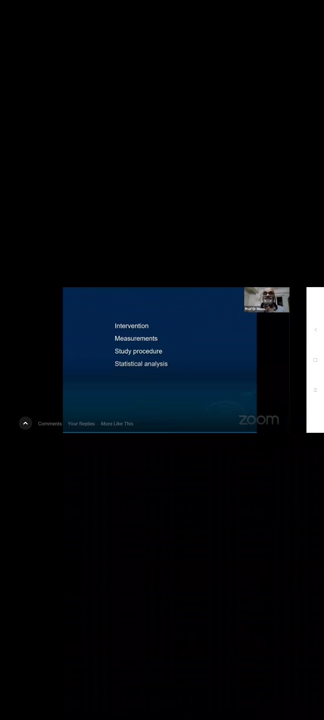 Intervention
Measurements
Study procedure
Statistical analysis
zoom
Comments Your Replies More Like This